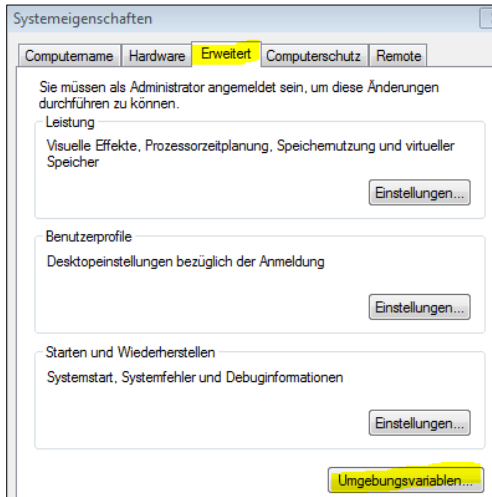 Systemeigenschaften
Computername Hardware Erweitert Computerschutz Remote
Sie müssen als Administrator angemeldet sein, um diese Änderungen
durchführen zu können.
Leistung
Visuelle Effekte, Prozessorzeitplanung, Speichernutzung und virtueller
Speicher
Einstellungen...
Benutzerprofile
Desktopeinstellungen bezüglich der Anmeldung
Einstellungen...
Starten und Wiederherstellen
Systemstart, Systemfehler und Debuginformationen
Einstellungen...
Umgebungsvariablen...